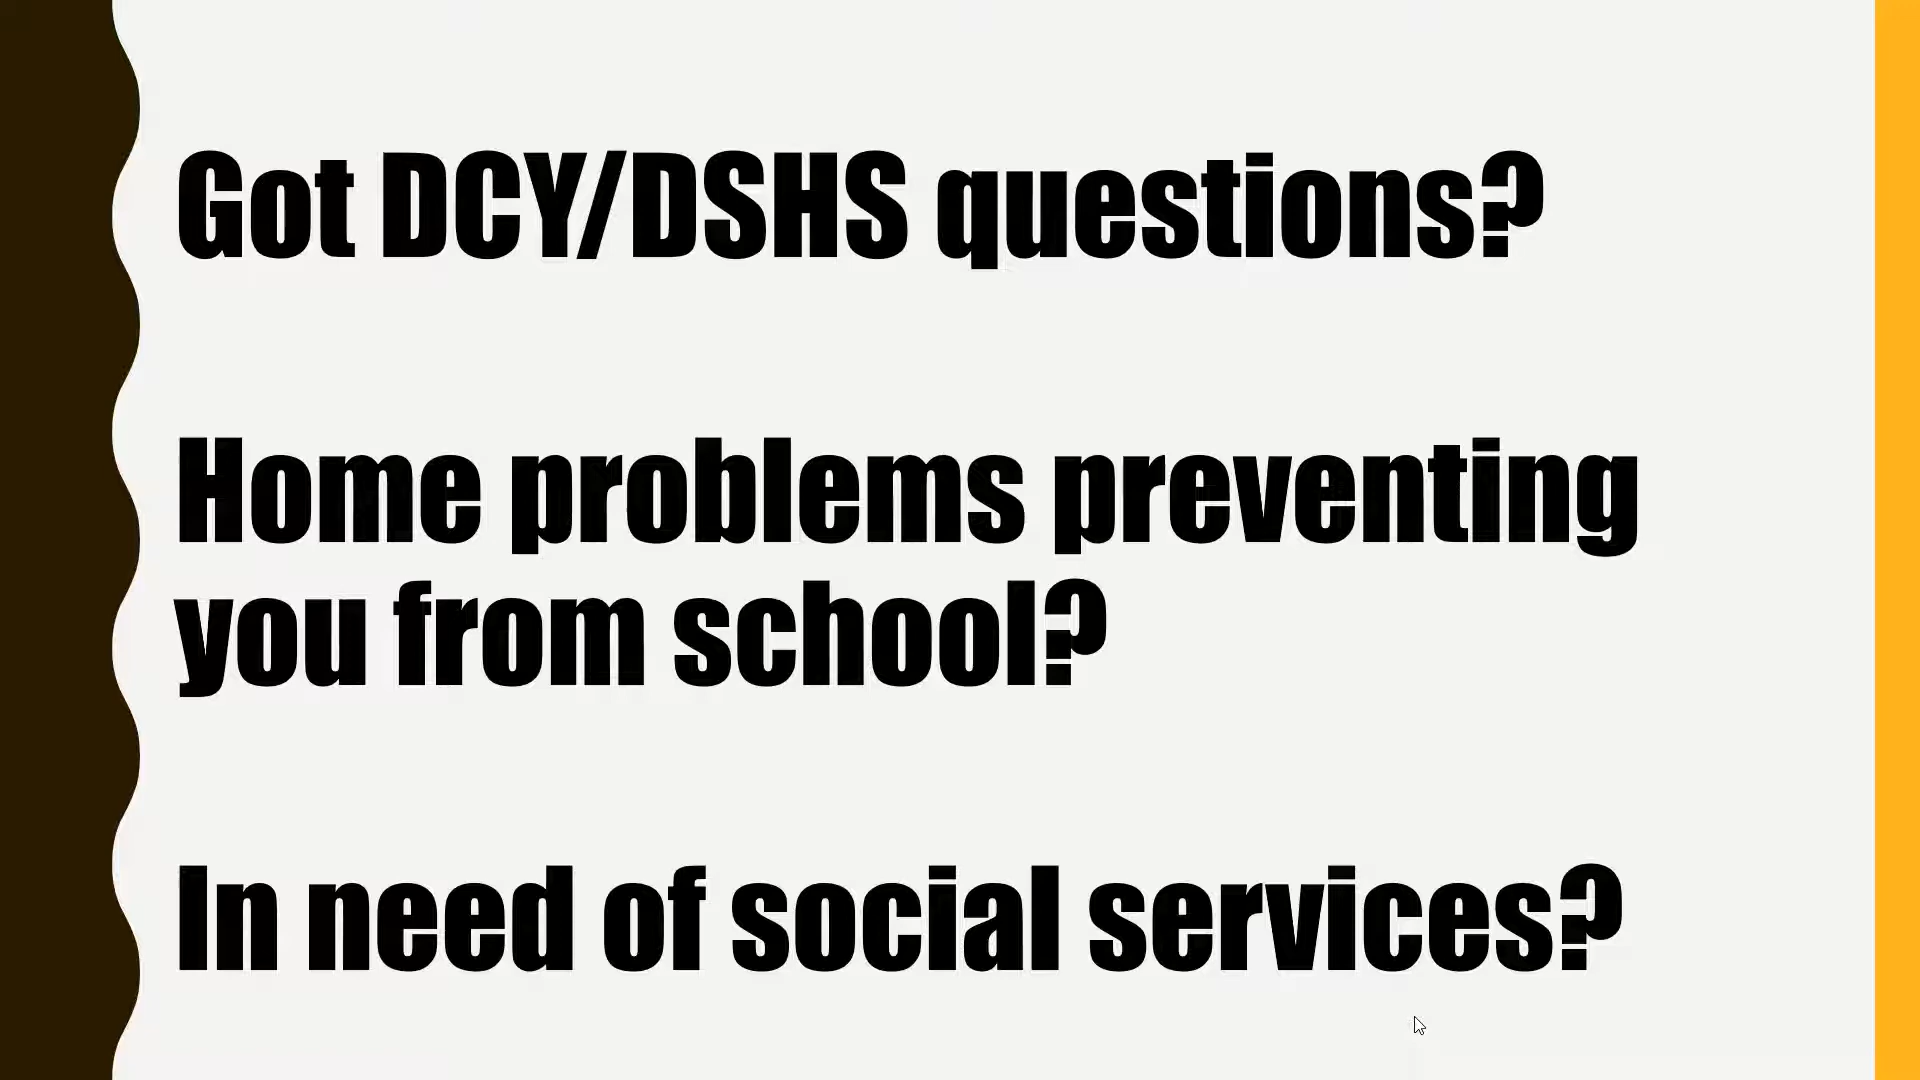 Got DCY/DSHS questions?
Home problems preventing
you from school?
In need of social services?